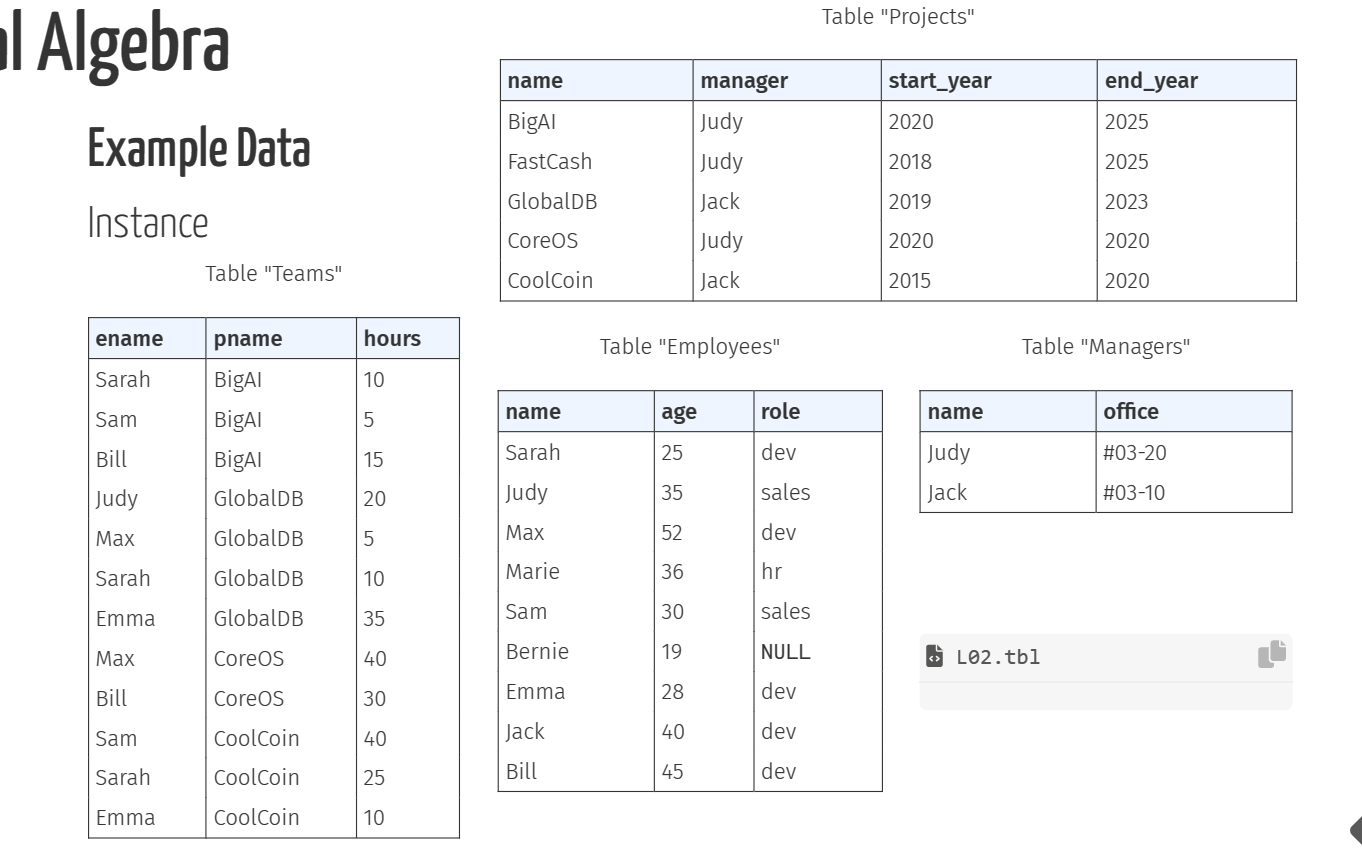 al Algebra
Example Data
Instance
Table "Teams"
ename pname hours
Sarah BigAI 10
Sam BigAI 5
Bill BigAI 15
Judy GlobalDB 20
Max GlobalDB 5
Sarah GlobalDB 10
Emma GlobalDB 35
Max CoreOS 40
Bill CoreOS 30
Sam CoolCoin 40
Sarah CoolCoin 25
Emma CoolCoin 10
Table "Projects"
name manager start_year end_year
BigAI Judy 2020 2025
FastCash Judy 2018 2025
GlobalDB Jack 2019 2023
CoreOS Judy 2020 2020
CoolCoin Jack 2015 2020
Table "Employees"
name age role
Sarah 25 dev
Judy 35 sales
Max 52 dev
Marie 36 hr
Sam 30 sales
Bernie 19 NULL
Emma 28 dev
Jack 40 dev
Bill 45 dev
Table "Managers"
name office
Judy #03-20
Jack #03-10
L02.tbl